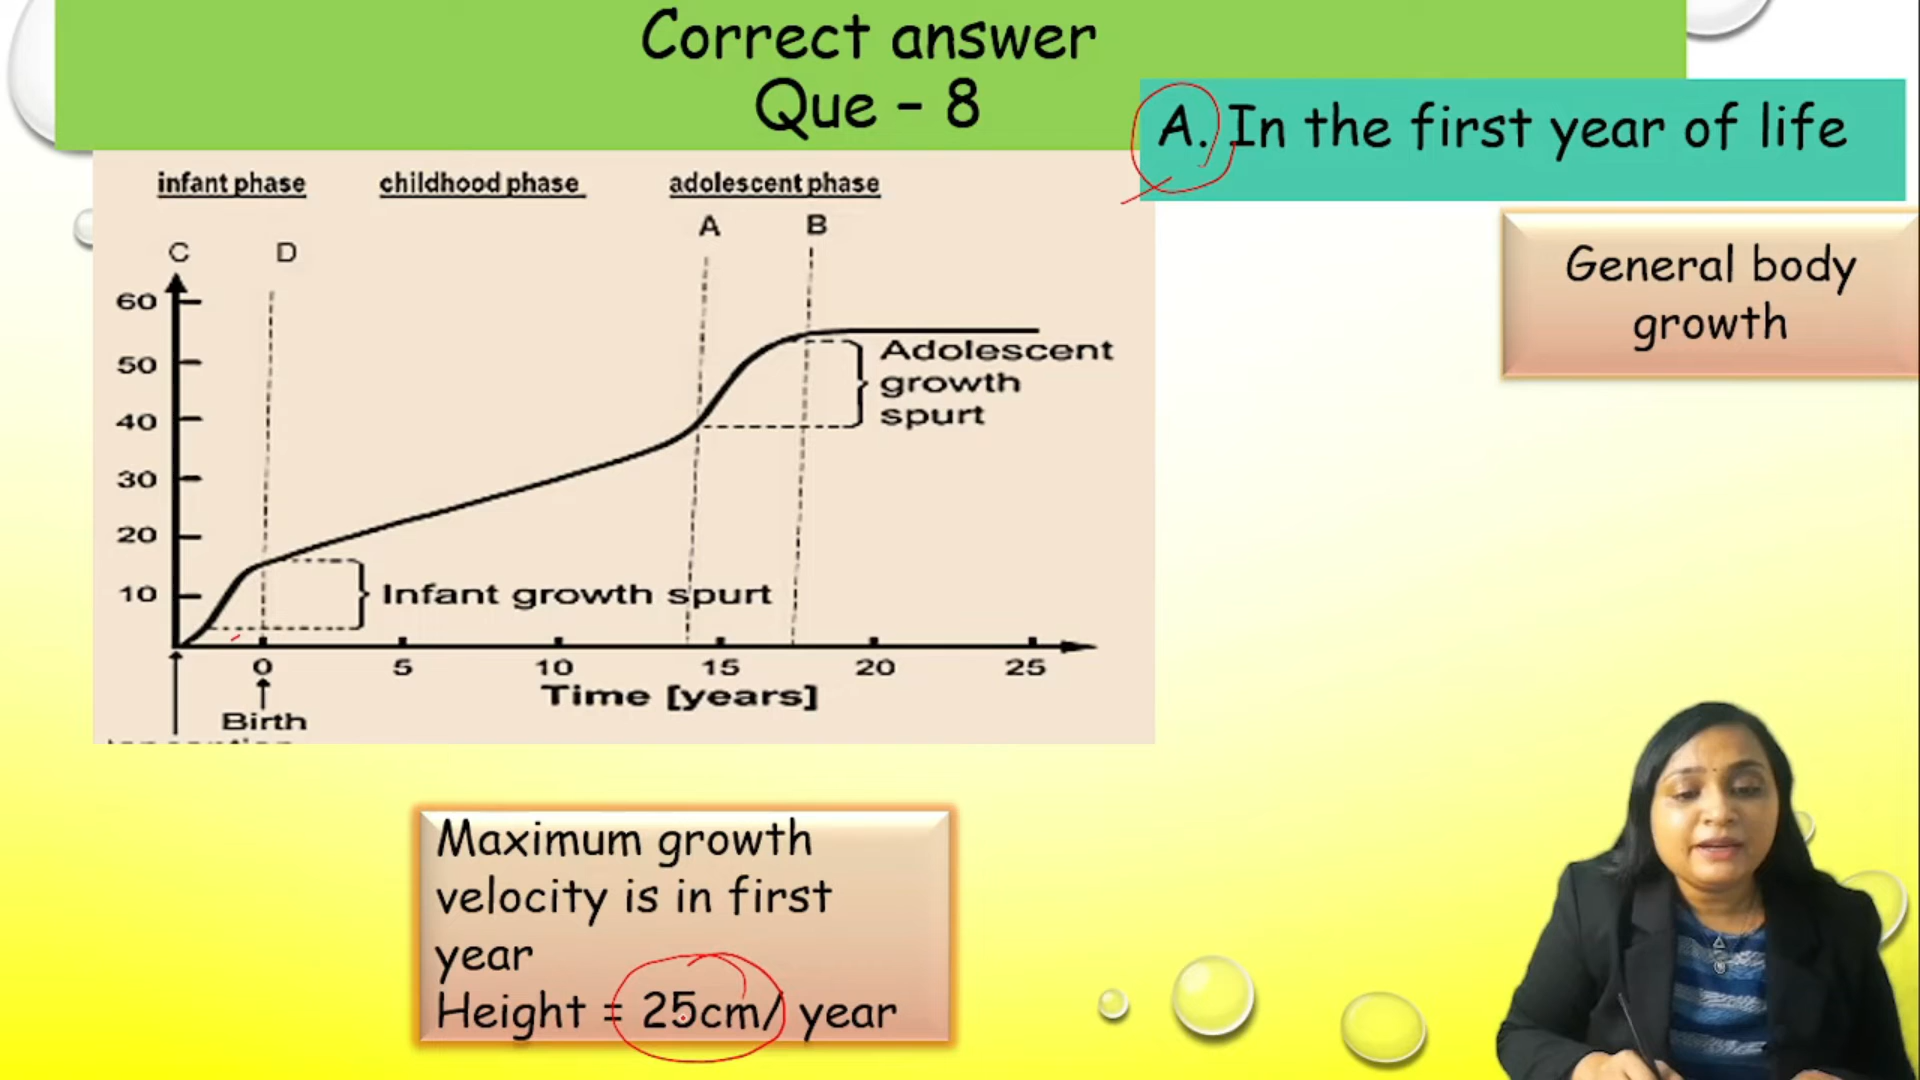 Correct answer
Que – 8
A. In the first year of life
infant phase
childhood phase
adolescent phase
A
B
C
D
General body
growth
60
50
40
30
20
10
Adolescent
growth
spurt
Infant growth spurt
0
5
10
15
20
25
Time [years]
Birth
Maximum growth
velocity is in first
year
Height = 25cm/ year